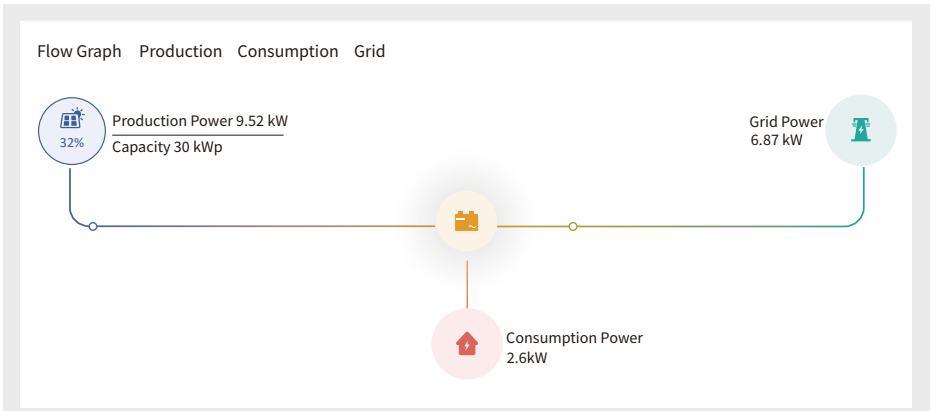 Flow Graph Production Consumption Grid
32%
Production Power 9.52 kW
Capacity 30 kWp
Grid Power
6.87 kW
Consumption Power
2.6kW